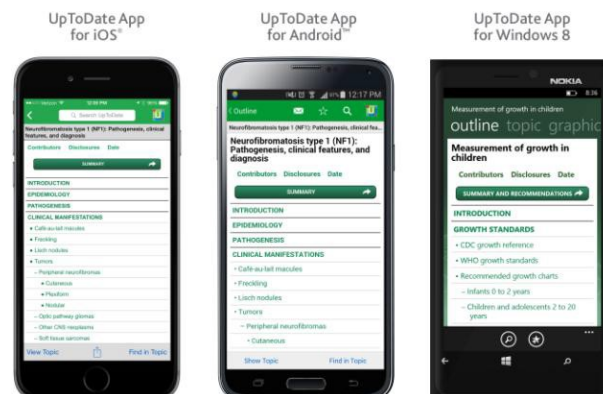 UpToDate App
for iOS®
UpToDate App
for Android™
UpToDate App
for Windows 8
Search UpToDate
Neurofibromatosis type 1 (NF1): Pathogenesis, clinical
features, and diagnosis
Contributors Disclosures Date
SUMMARY
INTRODUCTION
EPIDEMIOLOGY
PATHOGENESIS
CLINICAL MANIFESTATIONS
• Café-au-lait macules
• Freckling
• Lisch nodules
• Tumors
– Peripheral neurofibromas
• Cutaneous
• Plexiform
• Nodular
– Optic pathway gliomas
– Other CNS neoplasms
– Soft tissue sarcomas
View Topic Find in Topic
12:17 PM
Outline
Neurofibromatosis type 1 (NF1): Pathogenesis, clinical fea...
Neurofibromatosis type 1 (NF1):
Pathogenesis, clinical features, and
diagnosis
Contributors Disclosures Date
SUMMARY
INTRODUCTION
EPIDEMIOLOGY
PATHOGENESIS
CLINICAL MANIFESTATIONS
• Café-au-lait macules
• Freckling
• Lisch nodules
• Tumors
– Peripheral neurofibromas
• Cutaneous
Show Topic Find in Topic
NOKIA
8:36
Measurement of growth in children
outline topic graphic
Measurement of growth in
children
Contributors Disclosures Date
SUMMARY AND RECOMMENDATIONS
INTRODUCTION
GROWTH STANDARDS
• CDC growth reference
• WHO growth standards
• Recommended growth charts
– Infants 0 to 2 years
– Children and adolescents 2 to 20
years